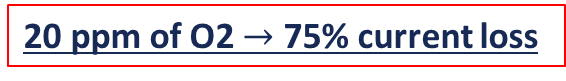 20 ppm of O2 → 75% current loss